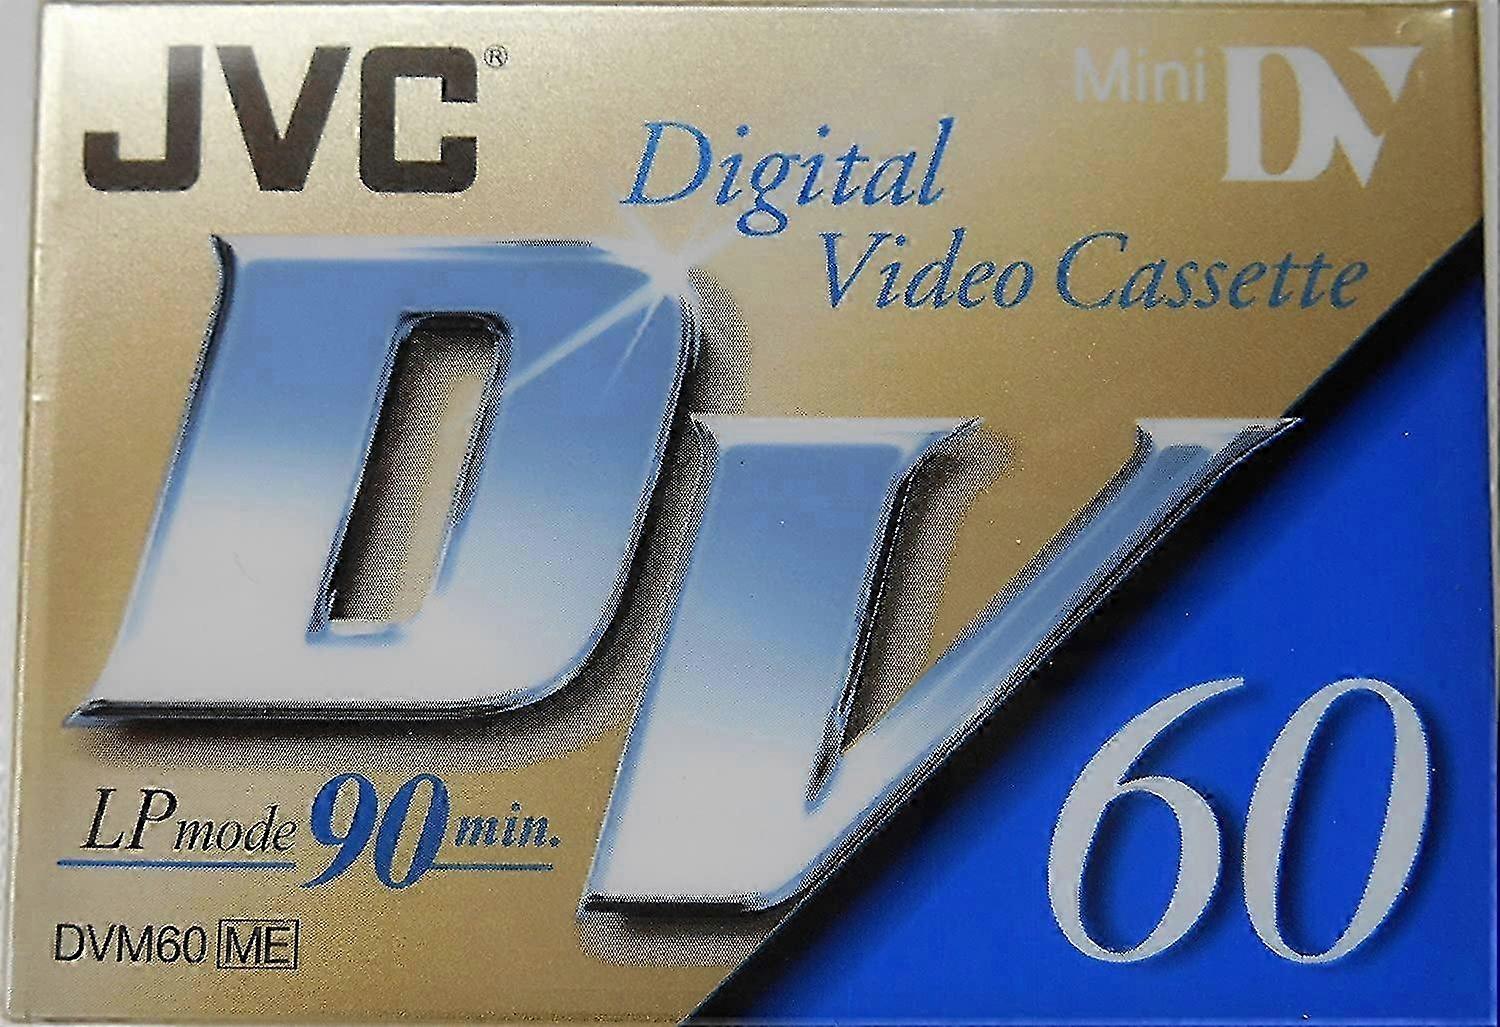 JVC®
Mini DV
Digital
Video Cassette
DV
LP mode 90 min.
60
DVM60 ME